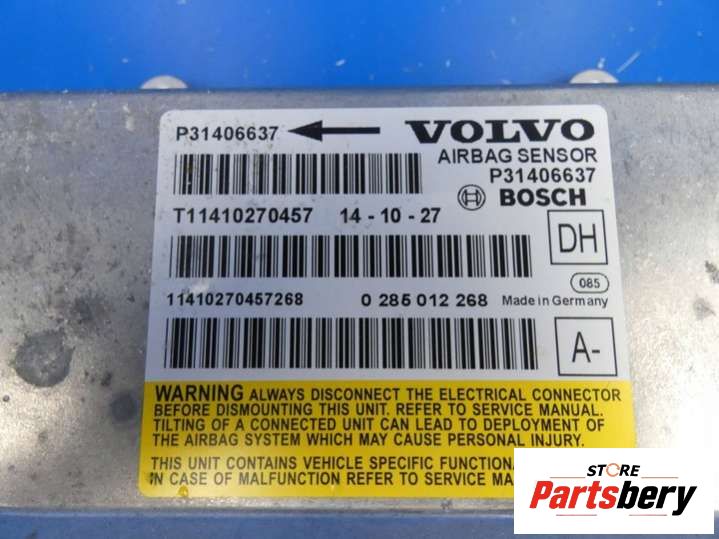 P31406637 VOLVO
AIRBAG SENSOR
P31406637
BOSCH
T11410270457 14 - 10 - 27
DH
085
11410270457268 0 285 012 268 Made in Germany
A-
WARNING ALWAYS DISCONNECT THE ELECTRICAL CONNECTOR
BEFORE DISMOUNTING THIS UNIT. REFER TO SERVICE MANUAL.
TILTING OF A CONNECTED UNIT CAN LEAD TO DEPLOYMENT OF
THE AIRBAG SYSTEM WHICH MAY CAUSE PERSONAL INJURY.
THIS UNIT CONTAINS VEHICLE SPECIFIC FUNCTIONA
IN CASE OF MALFUNCTION REFER TO SERVICE MA
STORE
Partsbery